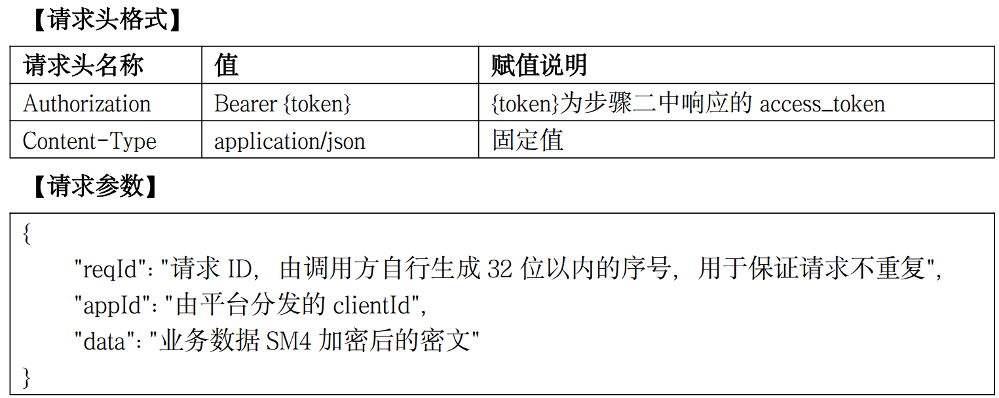 【请求头格式】
请求头名称 值 赋值说明
Authorization Bearer {token} {token}为步骤二中响应的 access_token
Content-Type application/json 固定值
【请求参数】
{
"reqId": "请求 ID，由调用方自行生成 32 位以内的序号，用于保证请求不重复",
"appId": "由平台分发的 clientId",
"data": "业务数据 SM4 加密后的密文"
}